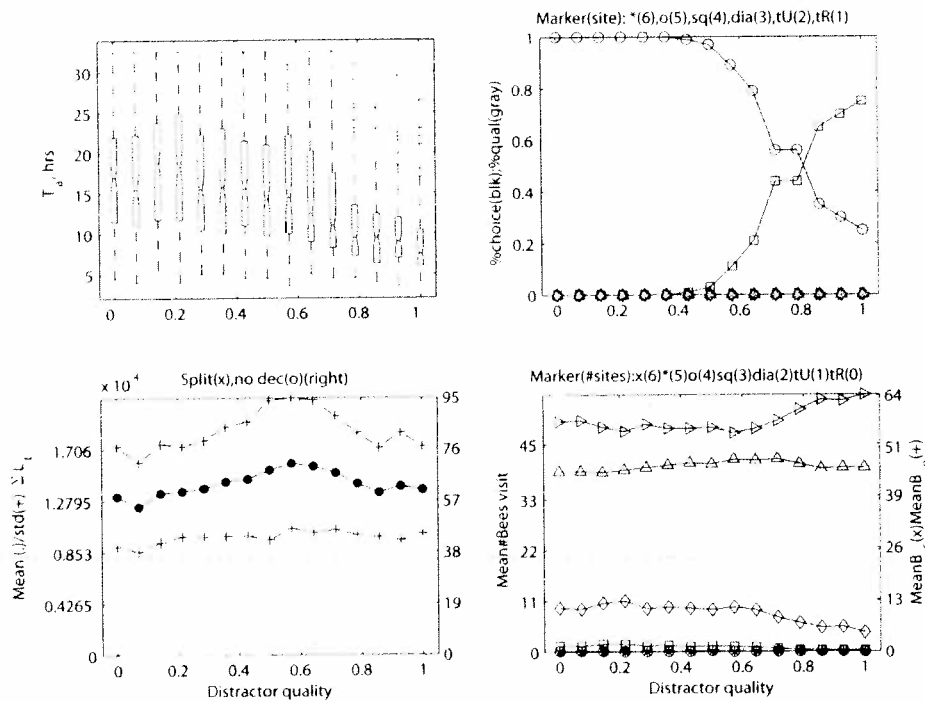 Marker(site): *(6),o(5),sq(4),dia(3),tU(2),tR(1)
30
25
20
15
10
5
T_a, hrs
0 0.2 0.4 0.6 0.8 1
1
0.8
0.6
0.4
0.2
0
%choice(blk);%qual(gray)
0 0.2 0.4 0.6 0.8 1
x 10^4
Split(x),no dec(o)(right)
1.706
1.2795
0.853
0.4265
0
Mean (.)/std(+) ΣL_t
95
76
57
38
19
0
0 0.2 0.4 0.6 0.8 1
Distractor quality
Marker(#sites):x(6)*(5)o(4)sq(3)dia(2)tU(1)tR(0)
45
33
22
11
0
Mean#Bees visit
64
51
46
26
13
0
(x)MeanB (+)
0 0.2 0.4 0.6 0.8 1
Distractor quality